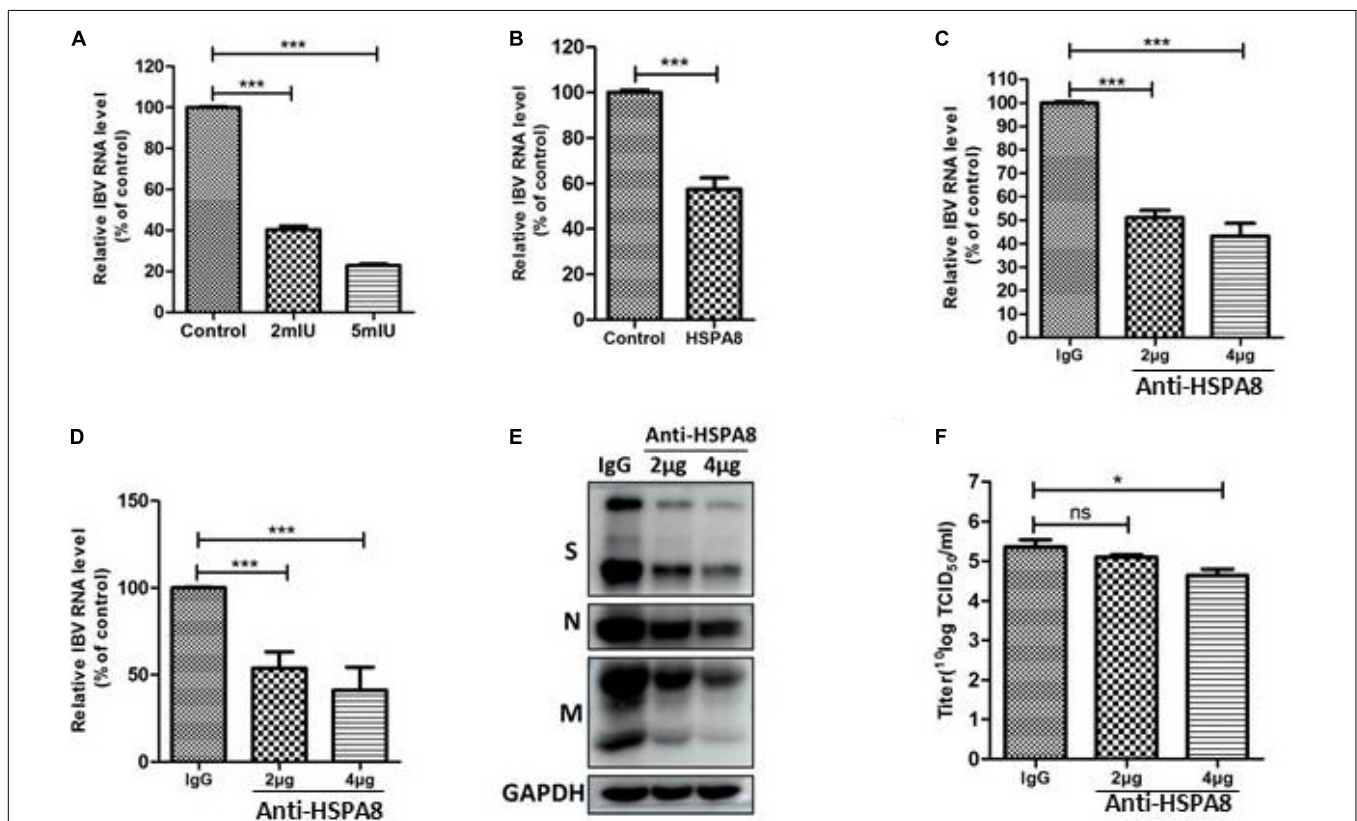 A
Relative IBV RNA level
(% of control)
120
100
80
60
40
20
0
***
***
Control 2mIU 5mIU
B
Relative IBV RNA level
(% of control)
120
100
80
60
40
20
0
***
Control HSPA8
C
Relative IBV RNA level
(% of control)
110
100
90
80
70
60
50
40
30
20
10
0
***
***
IgG 2μg 4μg
Anti-HSPA8
D
Relative IBV RNA level
(% of control)
150
100
50
0
***
***
IgG 2μg 4μg
Anti-HSPA8
E
Anti-HSPA8
IgG 2μg 4μg
S
N
M
GAPDH
F
Titer(¹⁰log TCID₅₀/ml)
7
6
5
4
3
2
1
0
*
ns
IgG 2μg 4μg
Anti-HSPA8